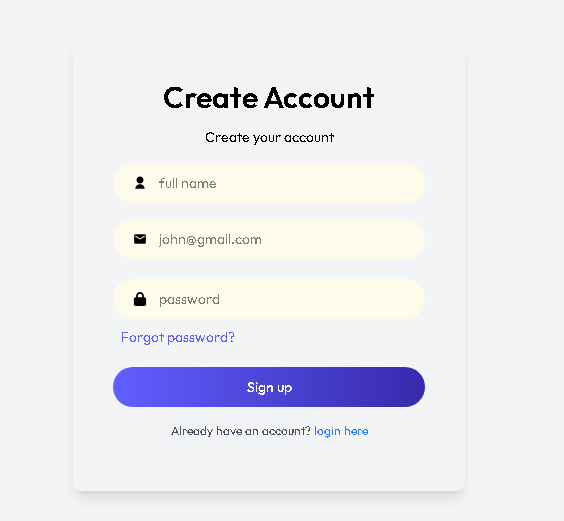 Create Account
Create your account
full name
john@gmail.com
password
Forgot password?
Sign up
Already have an account? login here